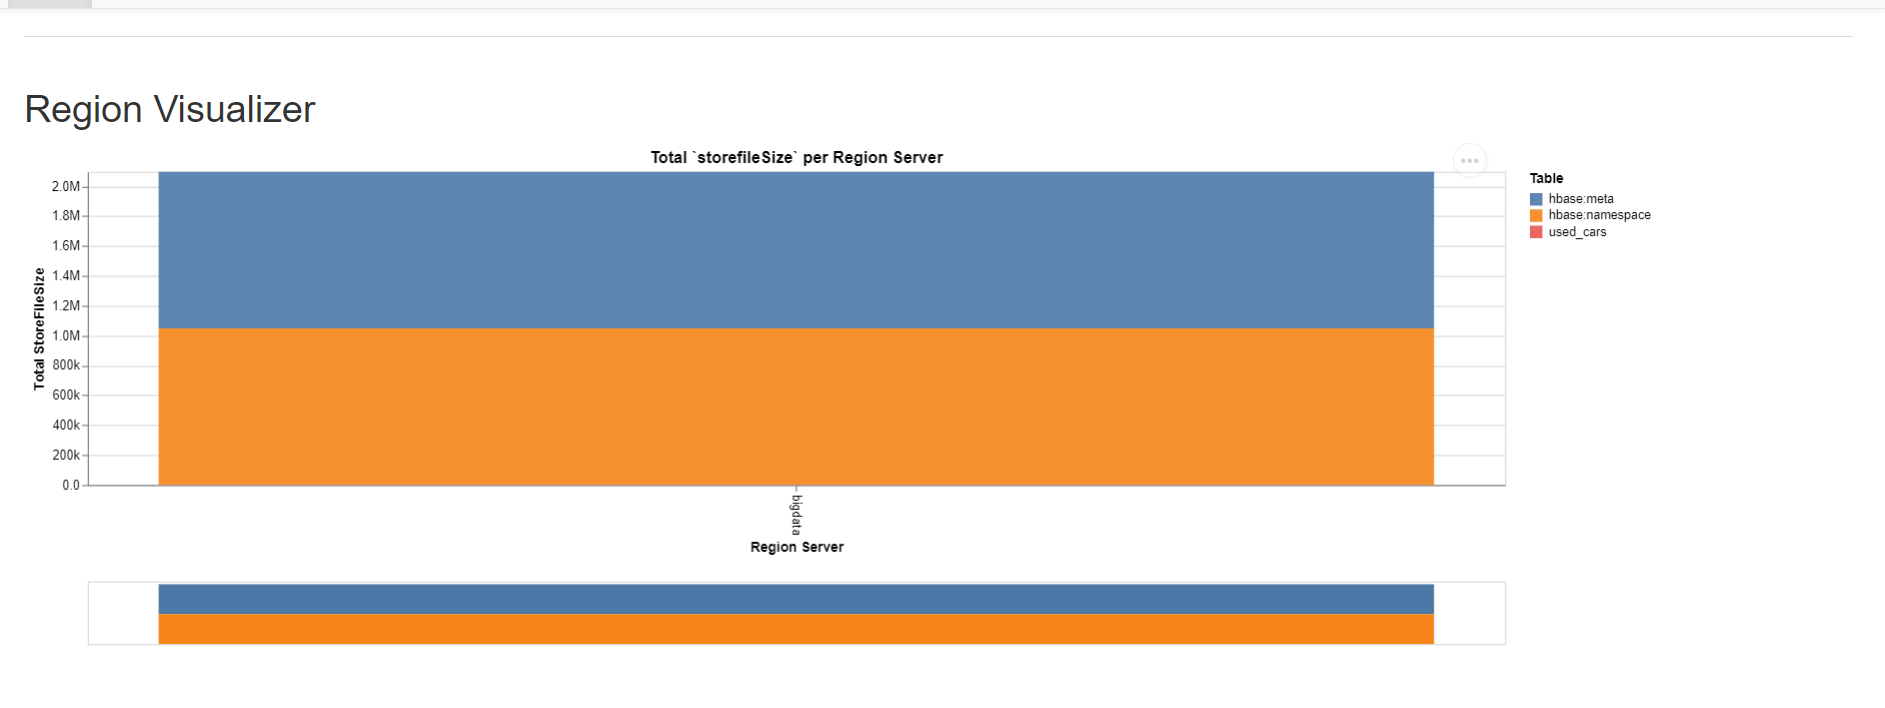 Region Visualizer
Total `storefileSize` per Region Server
Table
hbase:meta
hbase:namespace
used_cars
Total StoreFileSize
2.0M
1.8M
1.6M
1.4M
1.2M
1.0M
800k
600k
400k
200k
0.0
bigdata
Region Server